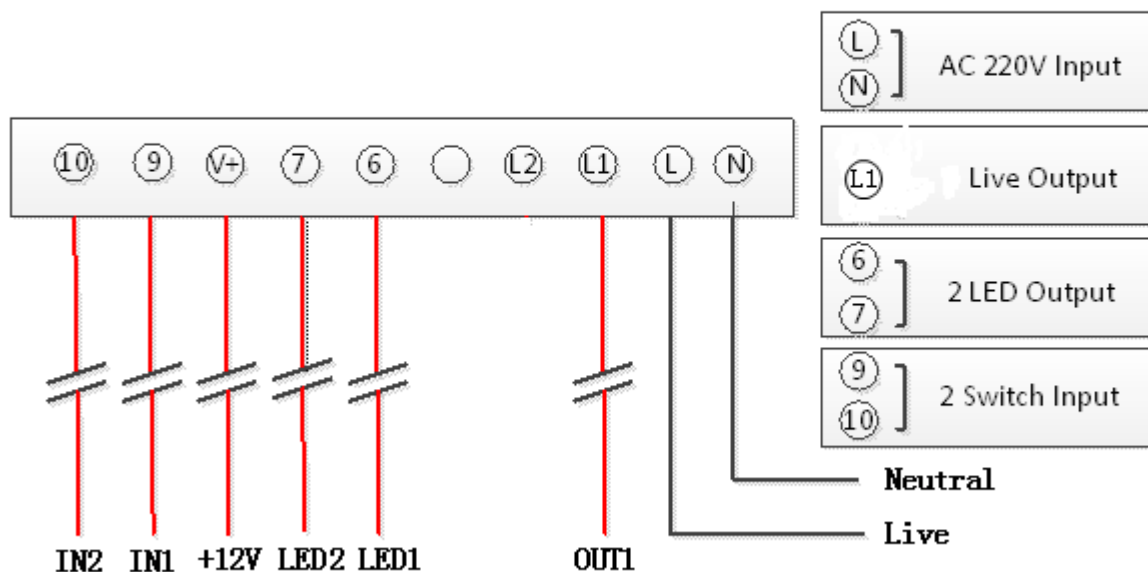 10 9 V+ 7 6 L2 L1 L N
IN2 IN1 +12V LED2 LED1 OUT1
Neutral
Live
L
N
AC 220V Input
L1
Live Output
6
7
2 LED Output
9
10
2 Switch Input